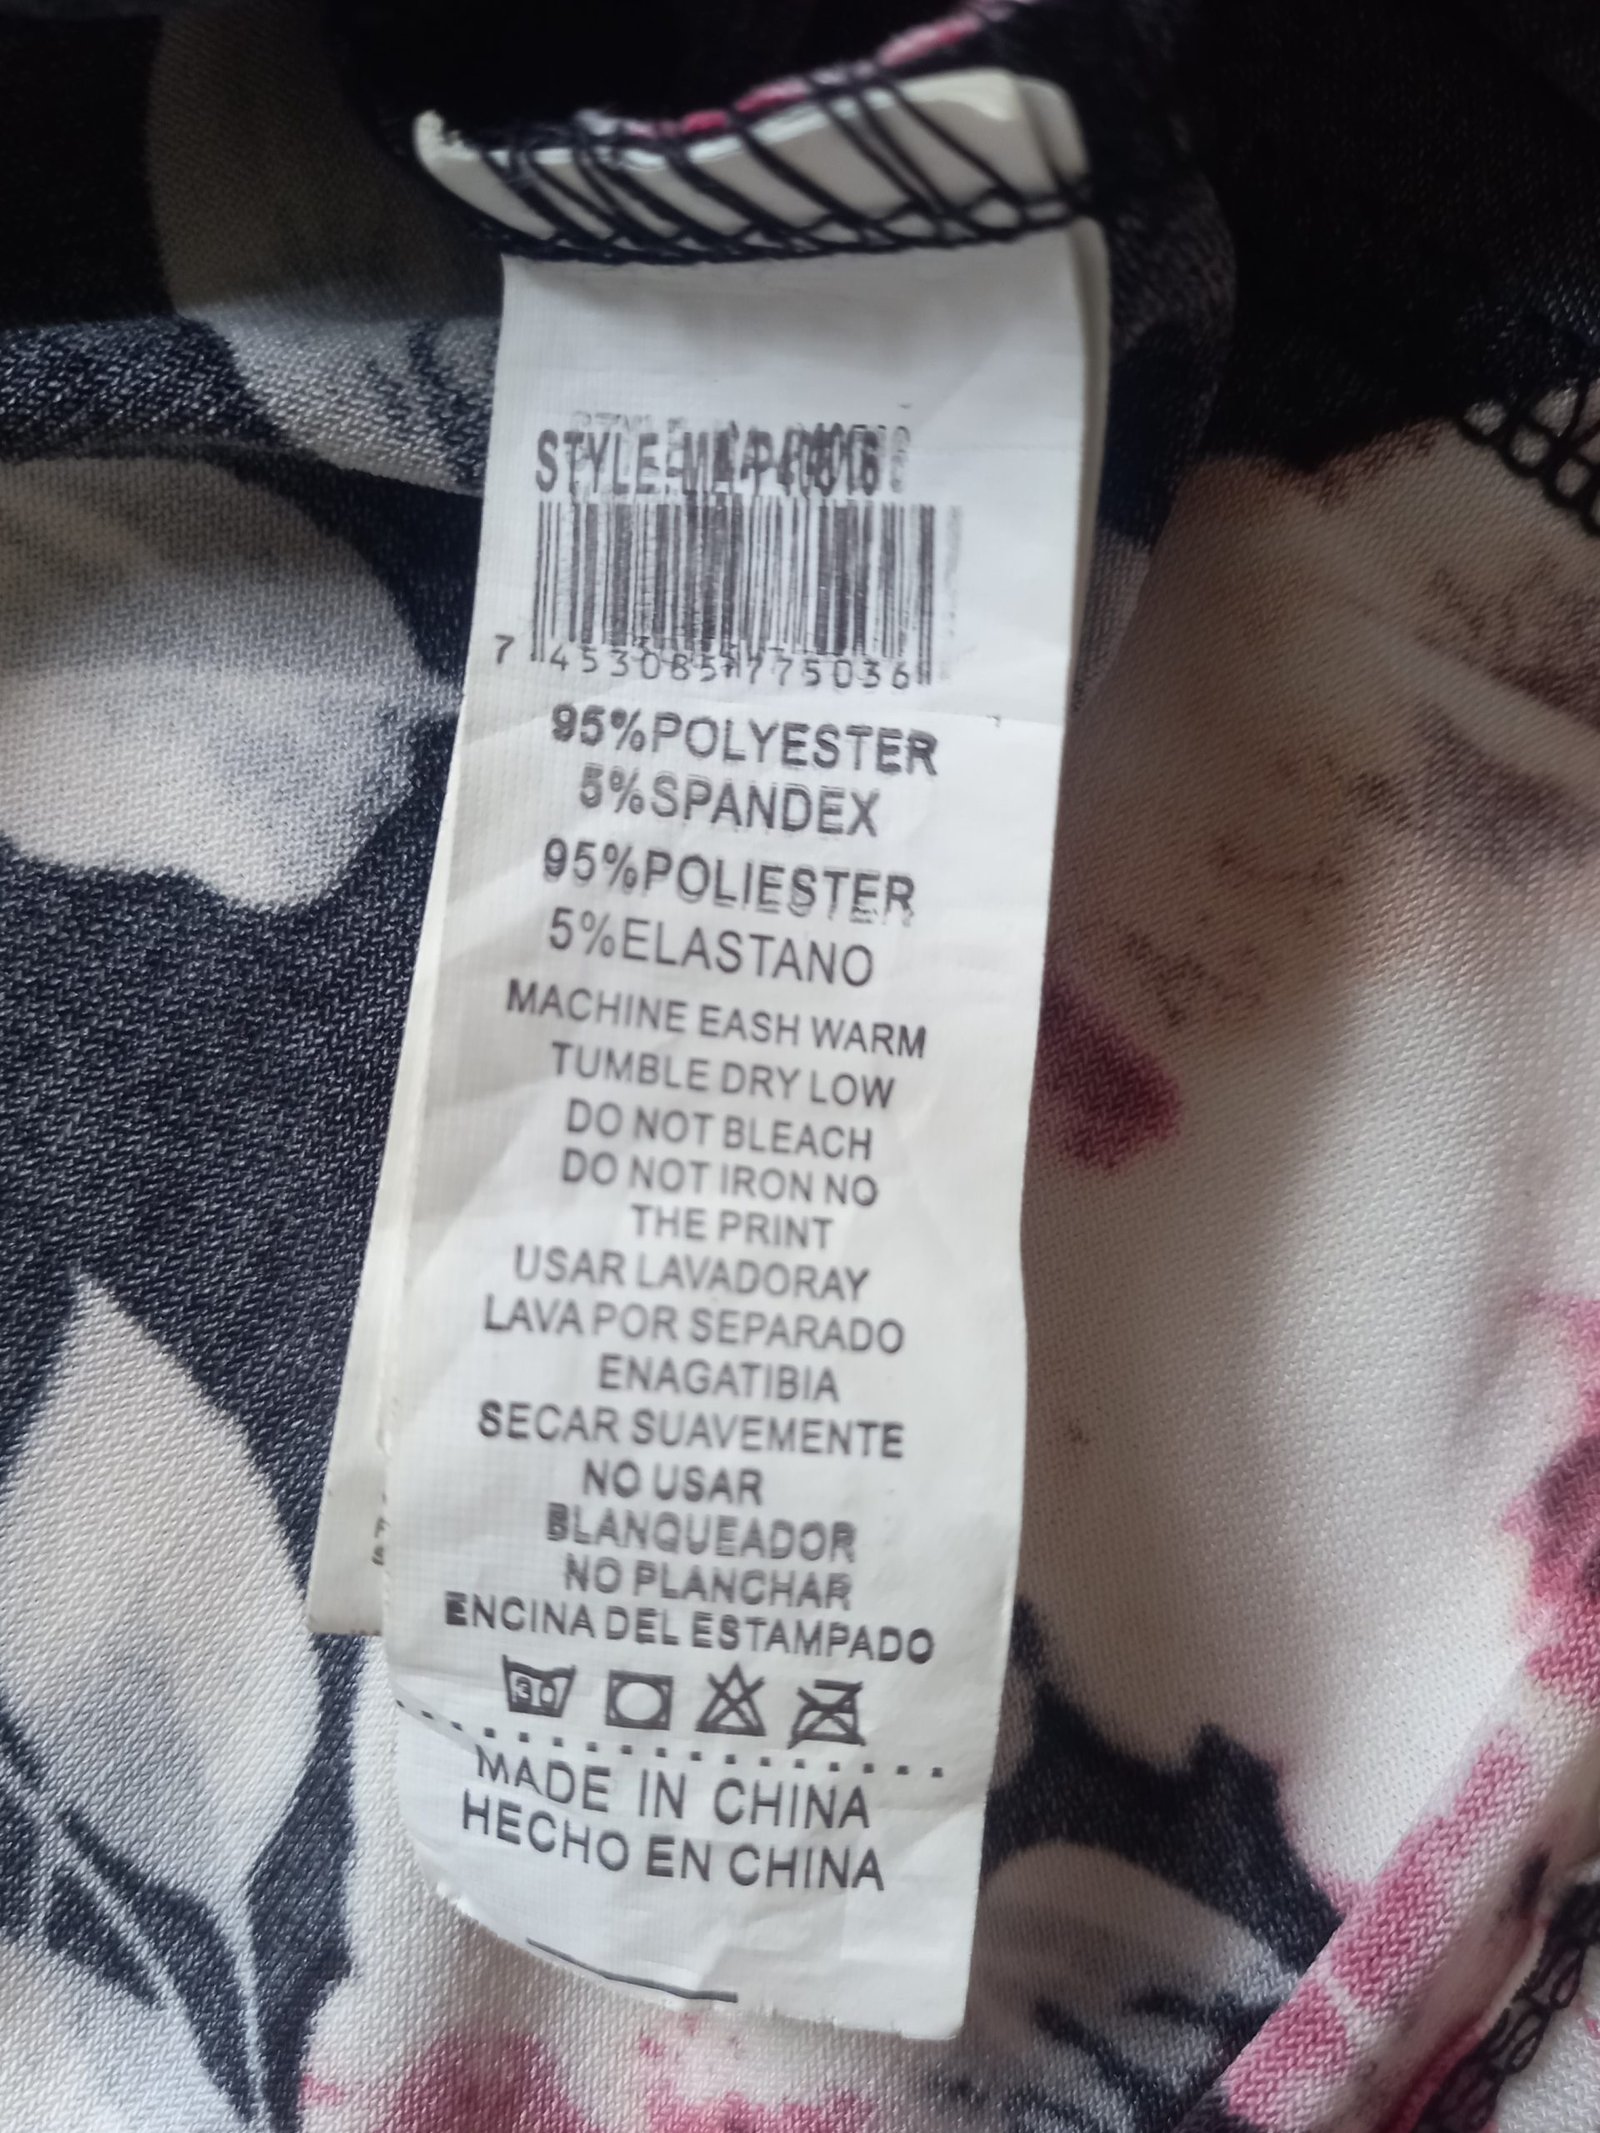 STYLE
7 453085 775036
95%POLYESTER
5%SPANDEX
95%POLIESTER
5%ELASTANO
MACHINE EASH WARM
TUMBLE DRY LOW
DO NOT BLEACH
DO NOT IRON NO
THE PRINT
USAR LAVADORAY
LAVA POR SEPARADO
ENAGATIBIA
SECAR SUAVEMENTE
NO USAR
BLANQUEADOR
NO PLANCHAR
ENCINA DEL ESTAMPADO
30
MADE IN CHINA
HECHO EN CHINA